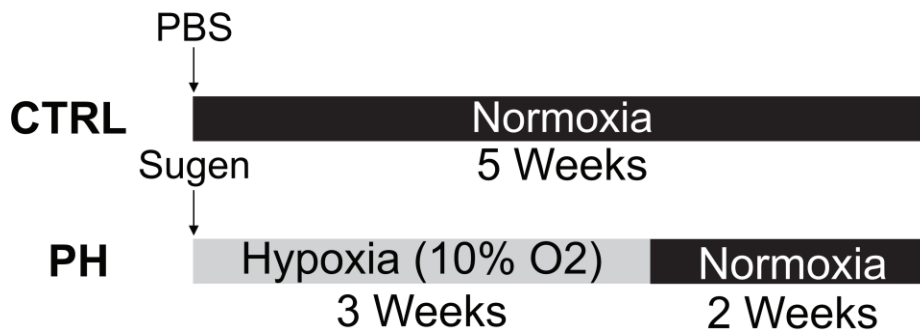 PBS
CTRL
Normoxia
Sugen
5 Weeks
PH
Hypoxia (10% O2)
Normoxia
3 Weeks
2 Weeks